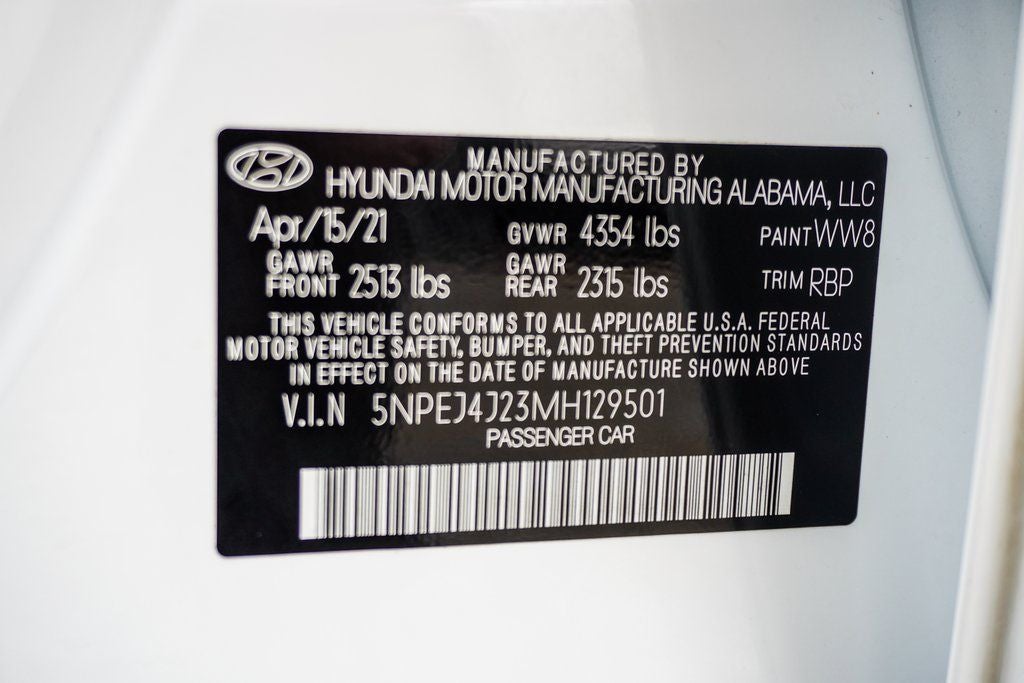 MANUFACTURED BY
HYUNDAI MOTOR MANUFACTURING ALABAMA, LLC
Apr/15/21 GVWR 4354 lbs PAINT WW8
GAWR FRONT 2513 lbs GAWR REAR 2315 lbs TRIM RBP
THIS VEHICLE CONFORMS TO ALL APPLICABLE U.S.A. FEDERAL
MOTOR VEHICLE SAFETY, BUMPER, AND THEFT PREVENTION STANDARDS
IN EFFECT ON THE DATE OF MANUFACTURE SHOWN ABOVE
V.I.N 5NPEJ4J23MH129501
PASSENGER CAR